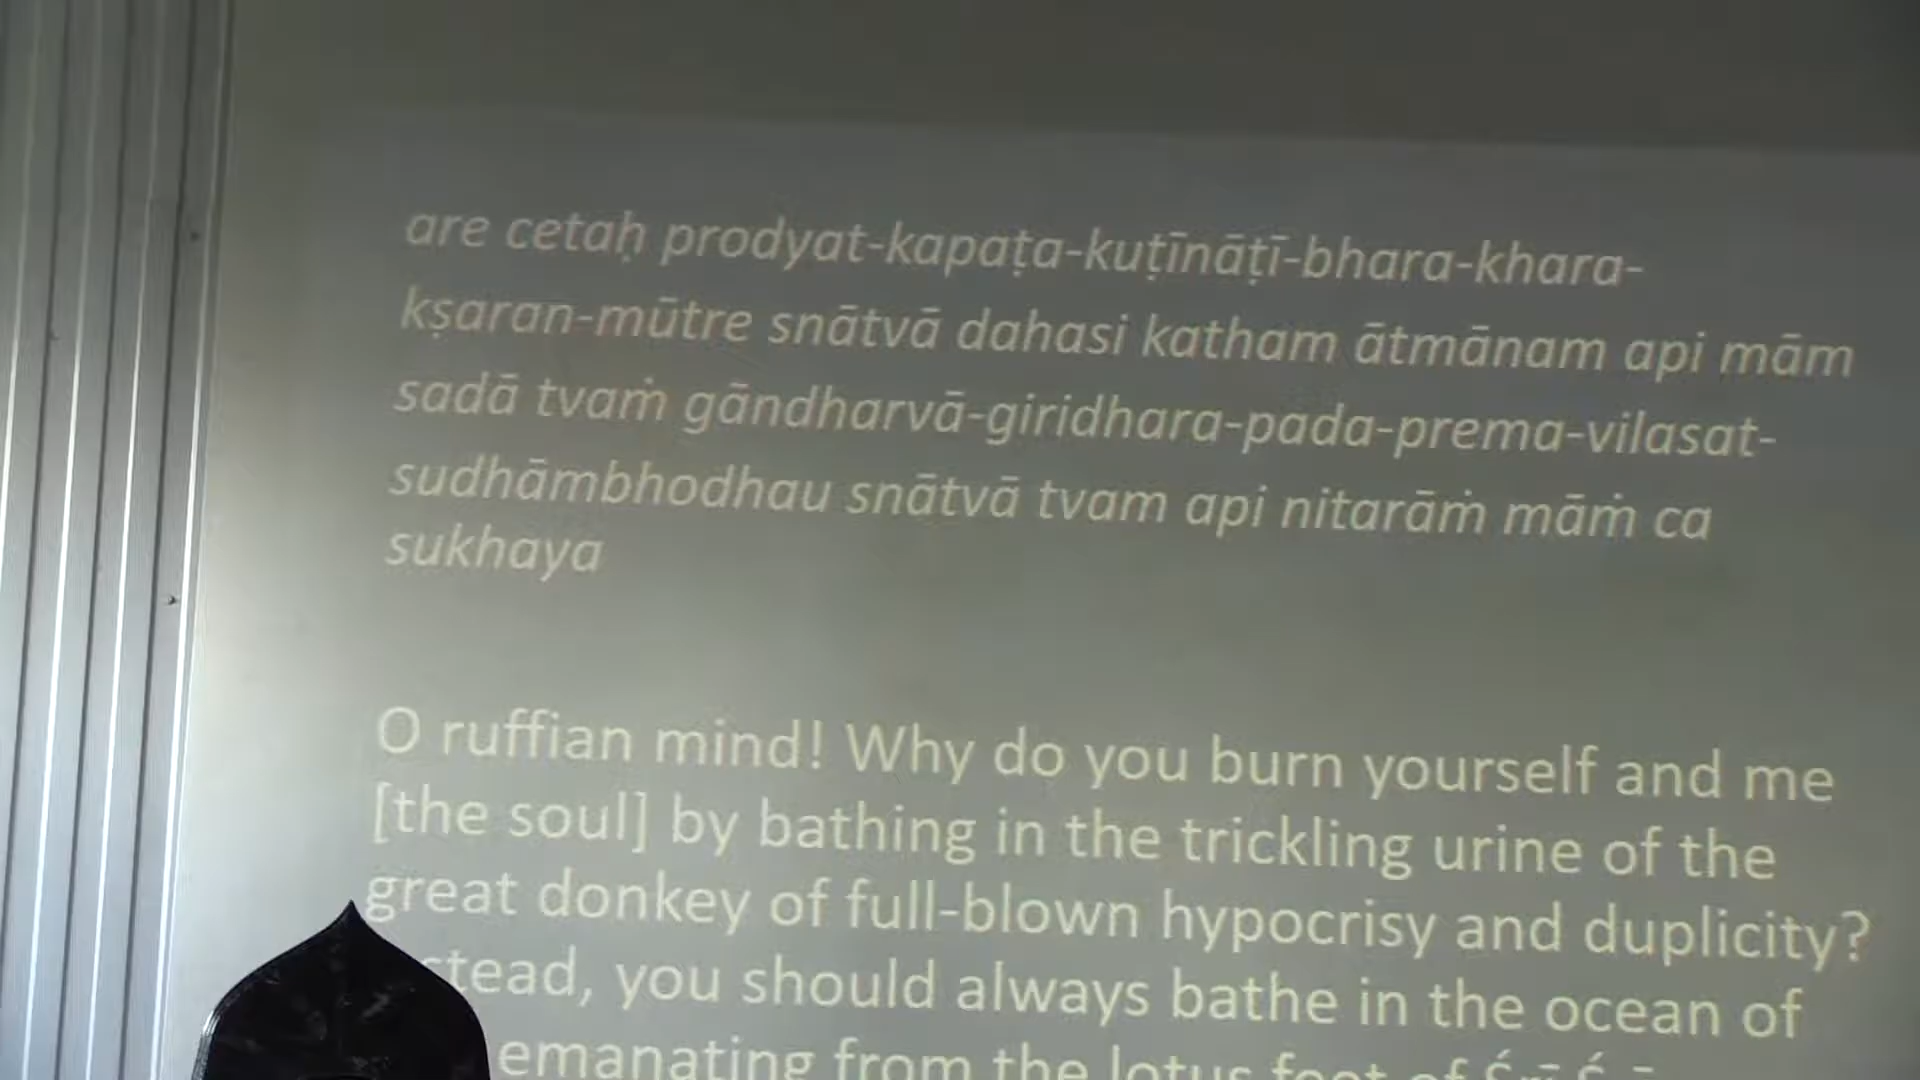 are cetaḥ prodyat-kapaṭa-kuṭīnāṭī-bhara-khara-
kṣaran-mūtre snātvā dahasi katham ātmānam api mām
sadā tvaṁ gāndharvā-giridhara-pada-prema-vilasat-
sudhāmbhodhau snātvā tvam api nitarāṁ māṁ ca
sukhaya
O ruffian mind! Why do you burn yourself and me
[the soul] by bathing in the trickling urine of the
great donkey of full-blown hypocrisy and duplicity?
you should always bathe in the ocean of
emanating from the lotus feet of